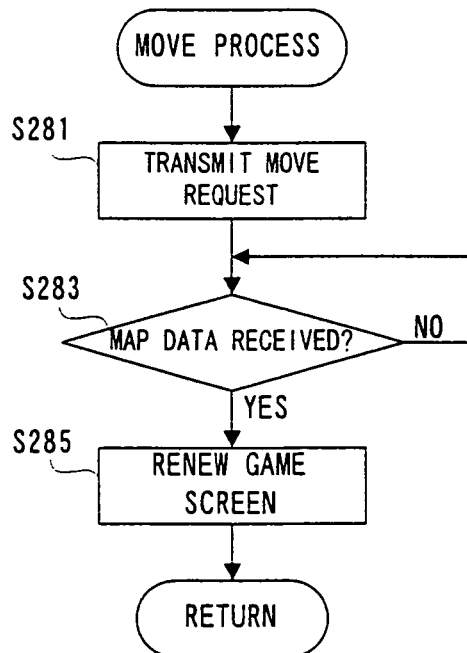 MOVE PROCESS
S281
TRANSMIT MOVE
REQUEST
S283
MAP DATA RECEIVED?
NO
YES
S285
RENEW GAME
SCREEN
RETURN